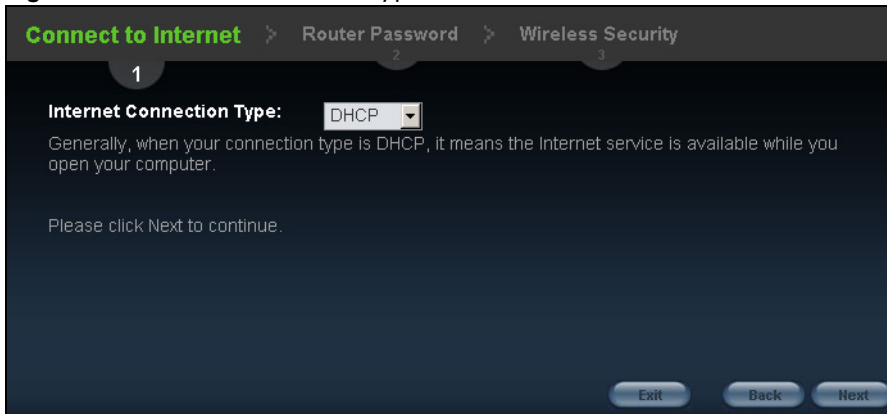 Connect to Internet > Router Password > Wireless Security
1 2 3
Internet Connection Type: DHCP
Generally, when your connection type is DHCP, it means the Internet service is available while you
open your computer.
Please click Next to continue.
Exit Back Next